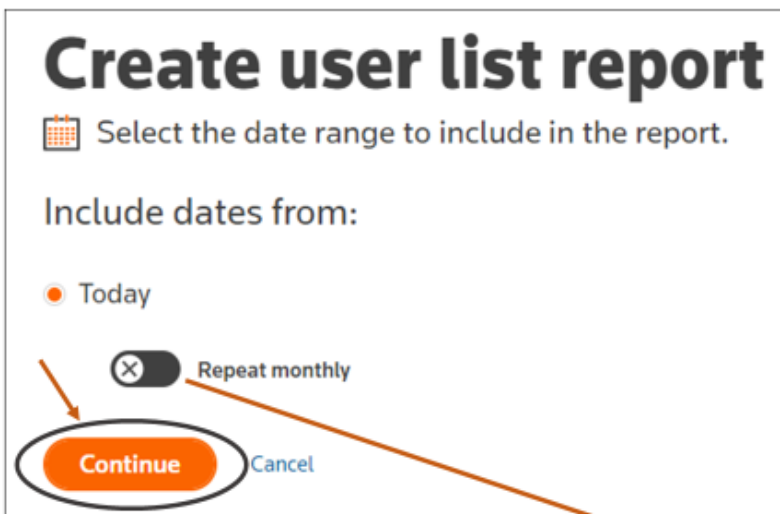 Create user list report
Select the date range to include in the report.
Include dates from:
Today
Repeat monthly
Continue
Cancel